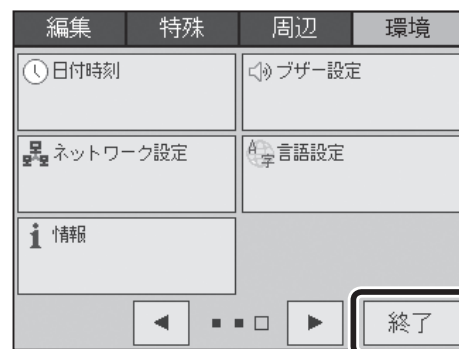 編集 特殊 周辺 環境
日付時刻 ブザー設定
ネットワーク設定 言語設定
情報
終了